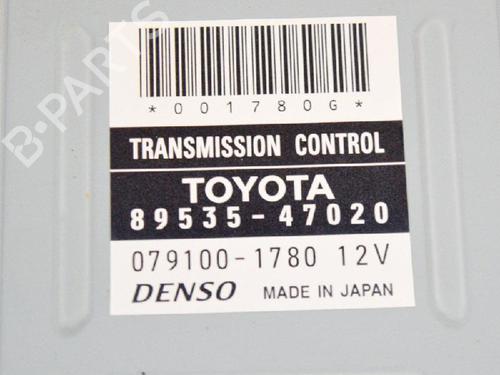 B-PARTS
*001780G*
TRANSMISSION CONTROL
TOYOTA
89535-47020
079100-1780 12V
DENSO MADE IN JAPAN